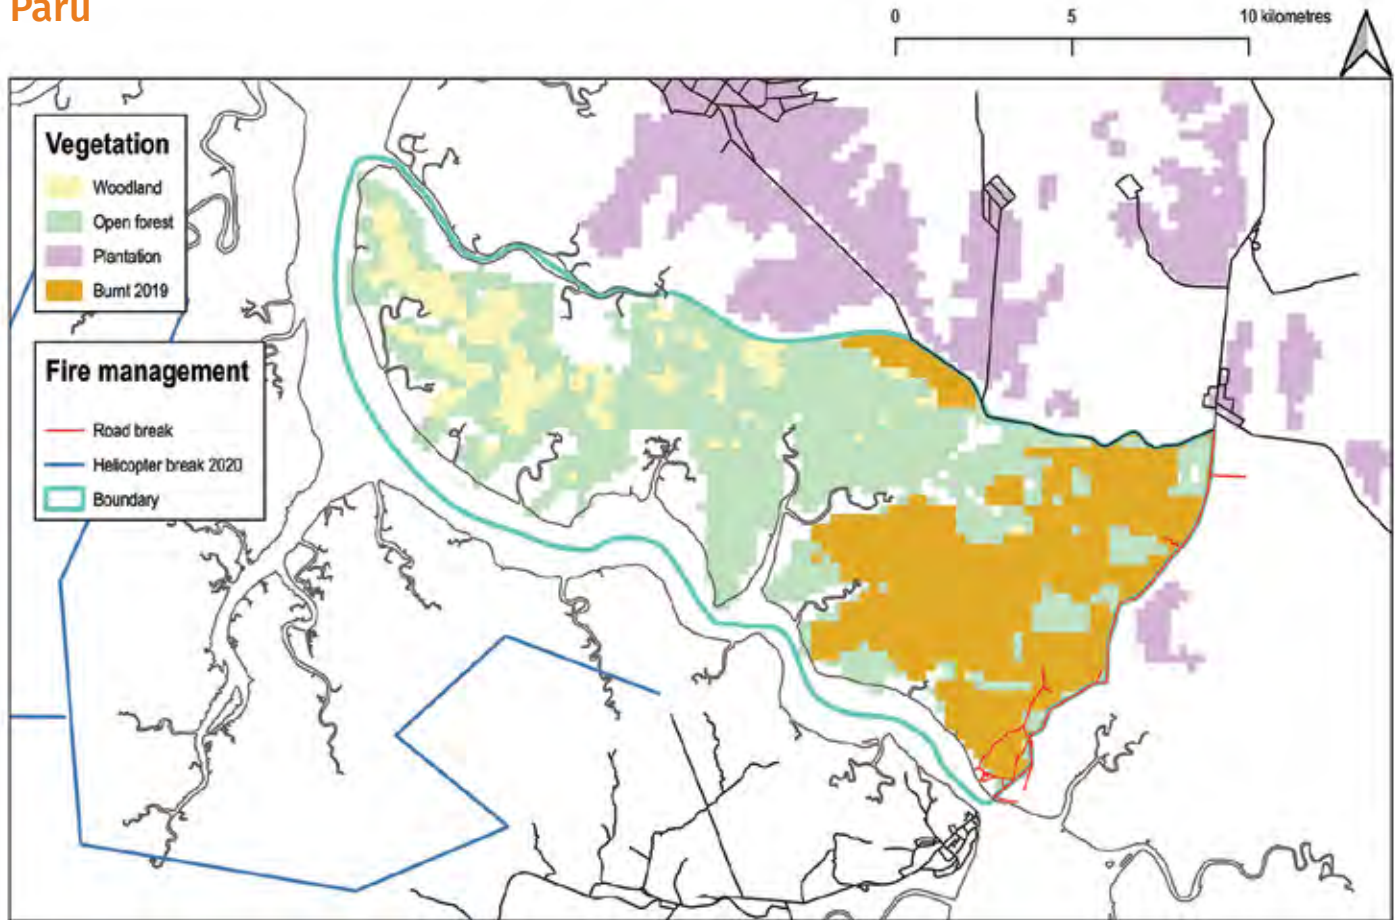 Paru
0 5 10 kilometres
Vegetation
Woodland
Open forest
Plantation
Burnt 2019
Fire management
Road break
Helicopter break 2020
Boundary